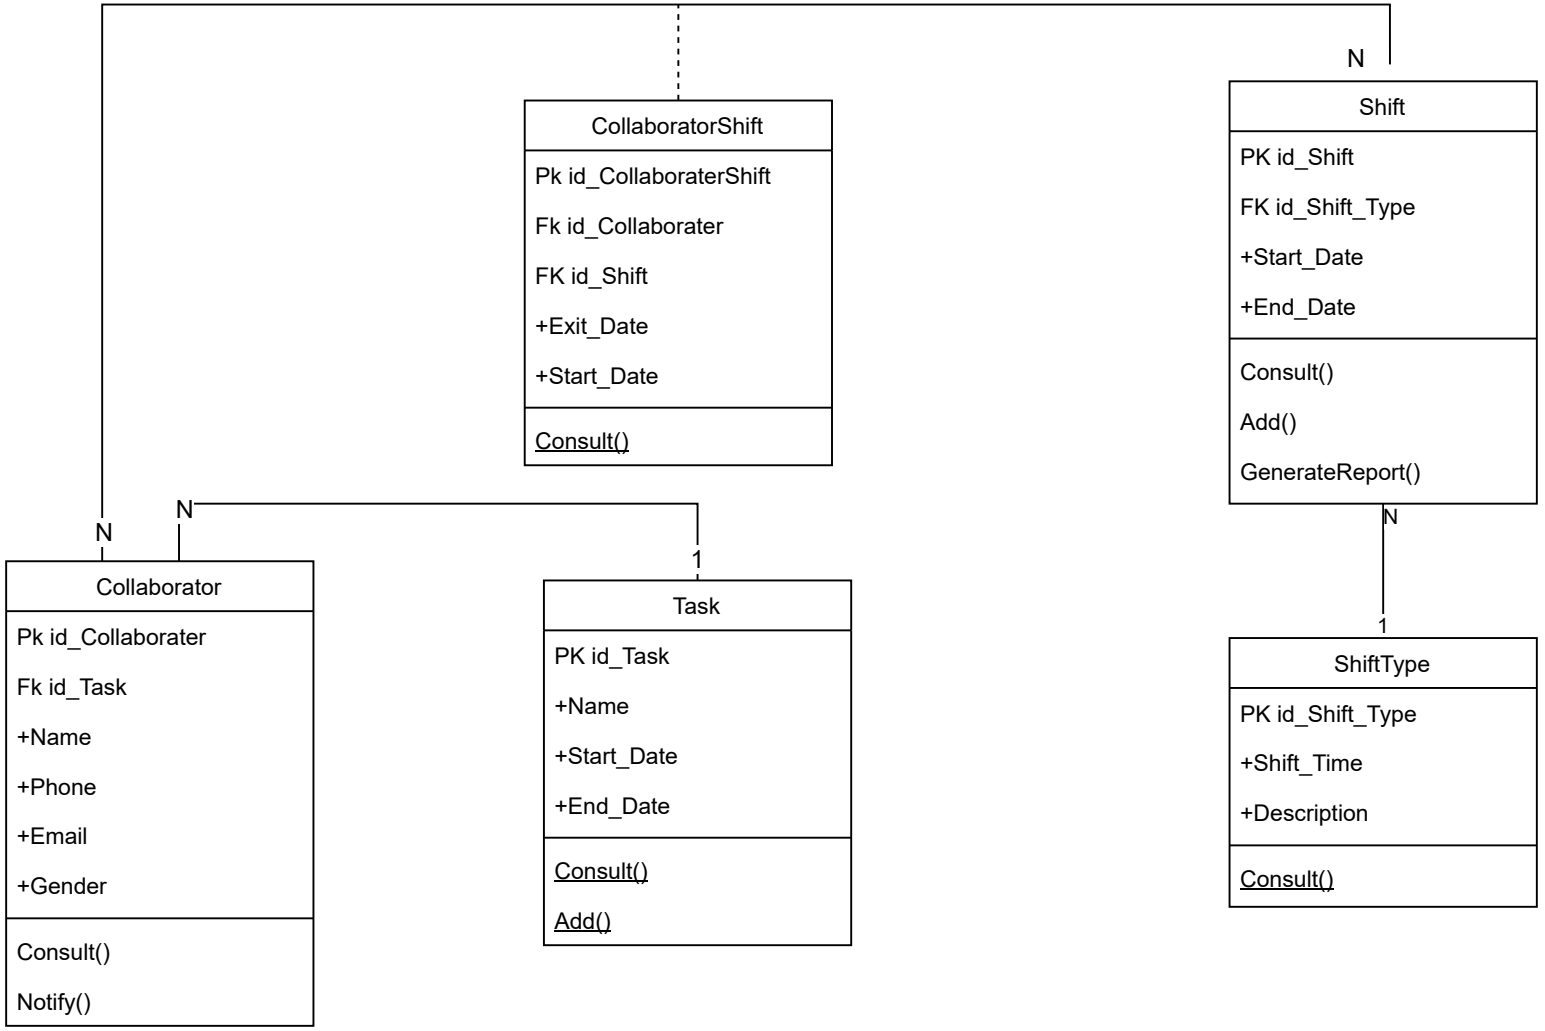 N
CollaboratorShift
Pk id_CollaboraterShift
Fk id_Collaborater
FK id_Shift
+Exit_Date
+Start_Date
Consult()
Shift
PK id_Shift
FK id_Shift_Type
+Start_Date
+End_Date
Consult()
Add()
GenerateReport()
N
N
N
1
Collaborator
Pk id_Collaborater
Fk id_Task
+Name
+Phone
+Email
+Gender
Consult()
Notify()
Task
PK id_Task
+Name
+Start_Date
+End_Date
Consult()
Add()
1
ShiftType
PK id_Shift_Type
+Shift_Time
+Description
Consult()